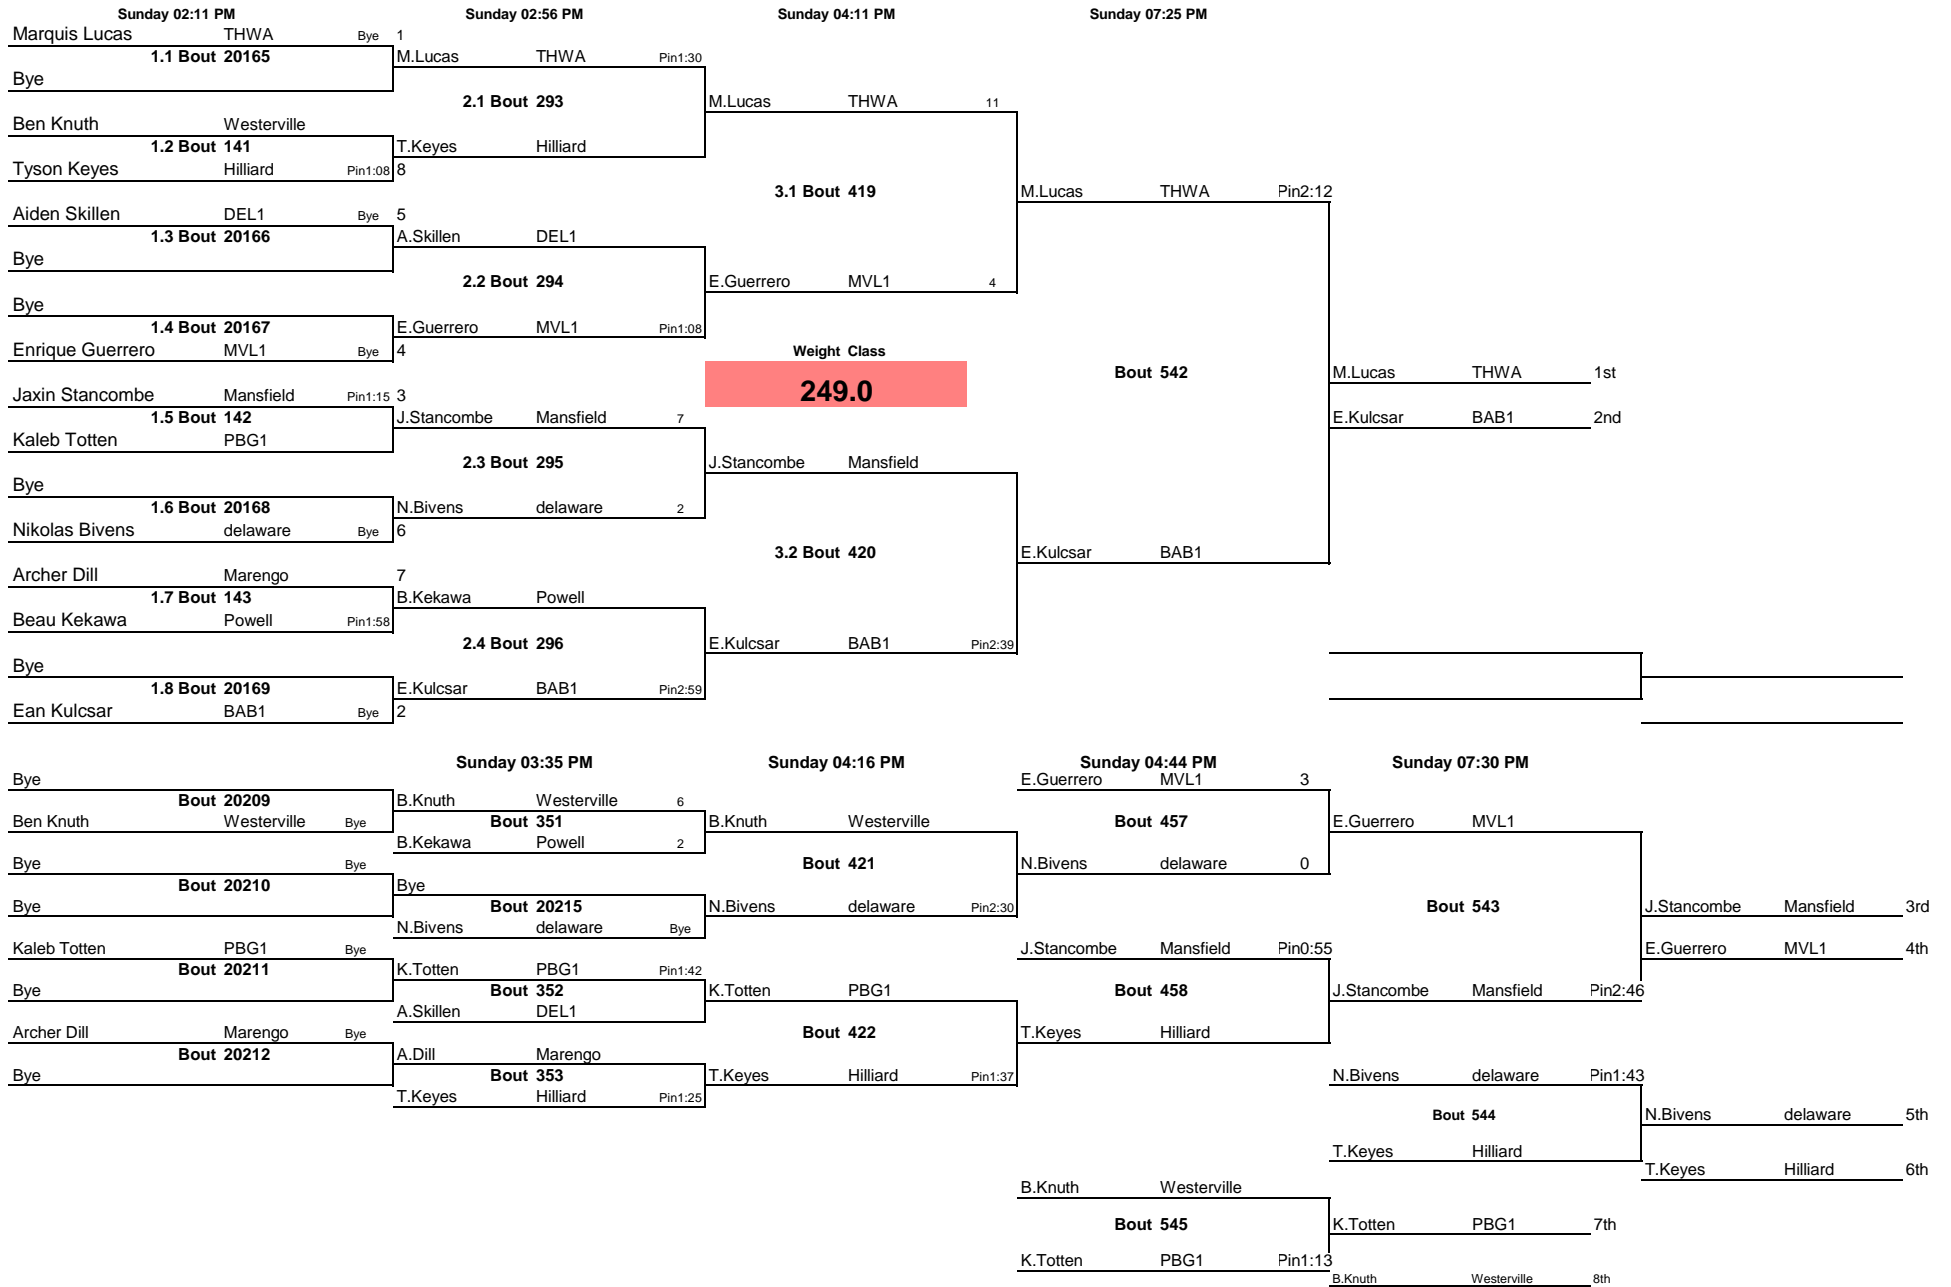 Sunday 02:11 PM Sunday 02:56 PM Sunday 04:11 PM Sunday 07:25 PM
Marquis Lucas THWA Bye 1
1.1 Bout 20165 M.Lucas THWA Pin1:30
Bye
2.1 Bout 293 M.Lucas THWA 11
Ben Knuth Westerville
1.2 Bout 141 T.Keyes Hilliard
Tyson Keyes Hilliard Pin1:08 8
3.1 Bout 419 M.Lucas THWA Pin2:12
Aiden Skillen DEL1 Bye 5
1.3 Bout 20166 A.Skillen DEL1
Bye
2.2 Bout 294 E.Guerrero MVL1 4
Bye
1.4 Bout 20167 E.Guerrero MVL1 Pin1:08
Enrique Guerrero MVL1 Bye 4 Weight Class
Bout 542 M.Lucas THWA 1st
Jaxin Stancombe Mansfield Pin1:15 3 249.0
1.5 Bout 142 J.Stancombe Mansfield 7 E.Kulcsar BAB1 2nd
Kaleb Totten PBG1
2.3 Bout 295 J.Stancombe Mansfield
Bye
1.6 Bout 20168 N.Bivens delaware 2
Nikolas Bivens delaware Bye 6
3.2 Bout 420 E.Kulcsar BAB1
Archer Dill Marengo 7
1.7 Bout 143 B.Kekawa Powell
Beau Kekawa Powell Pin1:58
2.4 Bout 296 E.Kulcsar BAB1 Pin2:39
Bye
1.8 Bout 20169 E.Kulcsar BAB1 Pin2:59
Ean Kulcsar BAB1 Bye 2
Sunday 03:35 PM Sunday 04:16 PM Sunday 04:44 PM Sunday 07:30 PM
Bye E.Guerrero MVL1 3
Bout 20209 B.Knuth Westerville 6
Ben Knuth Westerville Bye Bout 351 B.Knuth Westerville Bout 457 E.Guerrero MVL1
B.Kekawa Powell 2
Bye Bye Bout 421 N.Bivens delaware 0
Bout 20210 Bye
Bye Bout 20215 N.Bivens delaware Pin2:30 Bout 543 J.Stancombe Mansfield 3rd
N.Bivens delaware Bye
Kaleb Totten PBG1 Bye J.Stancombe Mansfield Pin0:55 E.Guerrero MVL1 4th
Bout 20211 K.Totten PBG1 Pin1:42
Bye Bout 352 K.Totten PBG1 Bout 458 J.Stancombe Mansfield Pin2:46
A.Skillen DEL1
Archer Dill Marengo Bye Bout 422 T.Keyes Hilliard
Bout 20212 A.Dill Marengo
Bye Bout 353 T.Keyes Hilliard Pin1:37 N.Bivens delaware Pin1:43
T.Keyes Hilliard Pin1:25
Bout 544 N.Bivens delaware 5th
T.Keyes Hilliard
T.Keyes Hilliard 6th
B.Knuth Westerville
Bout 545 K.Totten PBG1 7th
K.Totten PBG1 Pin1:13
B.Knuth Westerville 8th